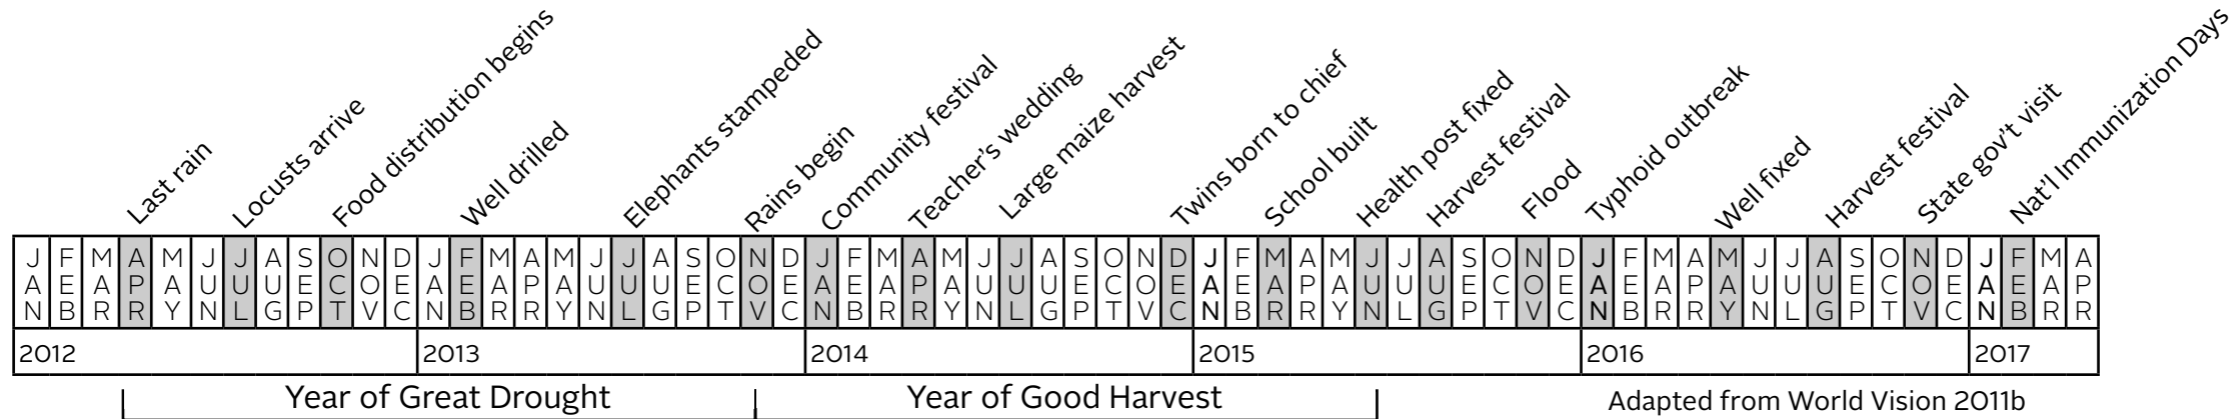 Last rain
Locusts arrive
Food distribution begins
Well drilled
Elephants stampeded
Rains begin
Community festival
Teacher's wedding
Large maize harvest
Twins born to chief
School built
Health post fixed
Harvest festival
Flood
Typhoid outbreak
Well fixed
Harvest festival
State gov't visit
Nat'l Immunization Days
JAN FEB MAR APR MAY JUN JUL AUG SEP OCT NOV DEC JAN FEB MAR APR MAY JUN JUL AUG SEP OCT NOV DEC JAN FEB MAR APR MAY JUN JUL AUG SEP OCT NOV DEC JAN FEB MAR APR MAY JUN JUL AUG SEP OCT NOV DEC JAN FEB MAR APR MAY JUN JUL AUG SEP OCT NOV DEC JAN FEB MAR APR
2012 2013 2014 2015 2016 2017
Year of Great Drought Year of Good Harvest Adapted from World Vision 2011b